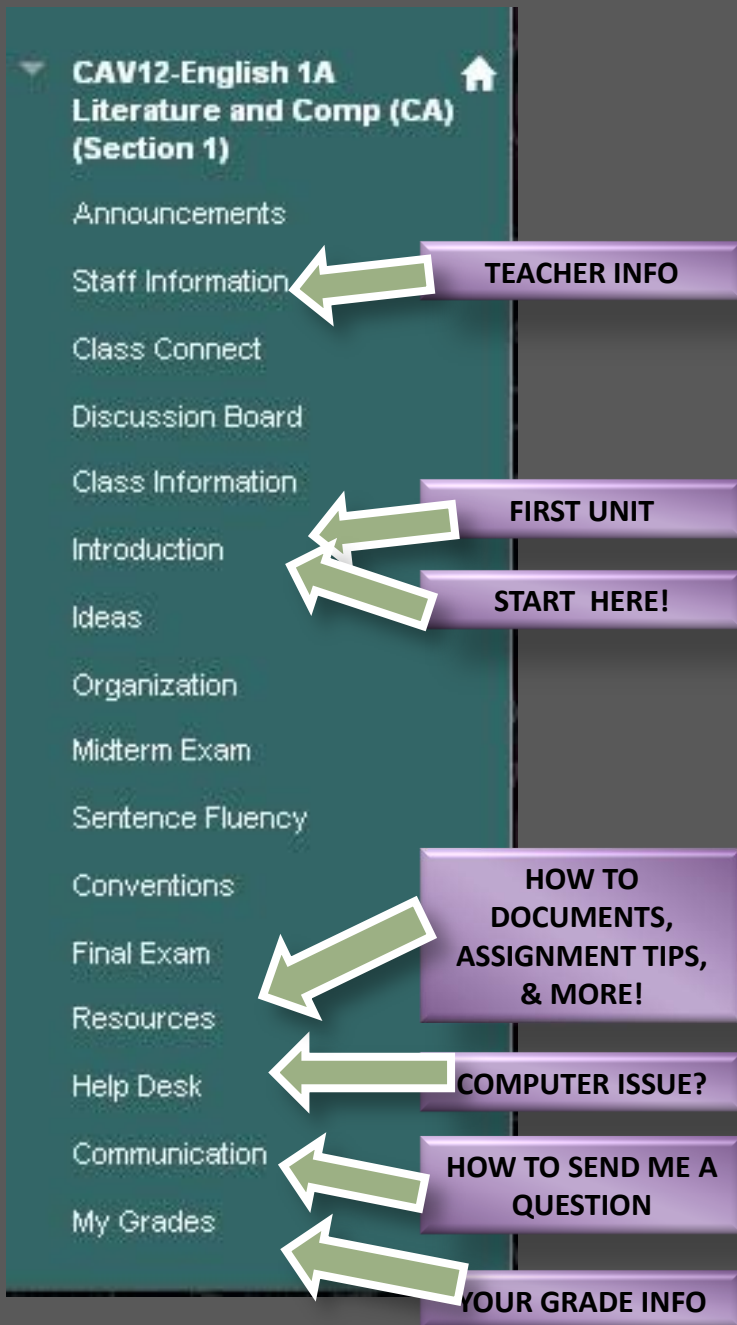 CAV12-English 1A
Literature and Comp (CA)
(Section 1)
Announcements
Staff Information
TEACHER INFO
Class Connect
Discussion Board
Class Information
FIRST UNIT
Introduction
START HERE!
Ideas
Organization
Midterm Exam
Sentence Fluency
Conventions
HOW TO
DOCUMENTS,
ASSIGNMENT TIPS,
& MORE!
Final Exam
Resources
Help Desk
COMPUTER ISSUE?
Communication
HOW TO SEND ME A
QUESTION
My Grades
YOUR GRADE INFO